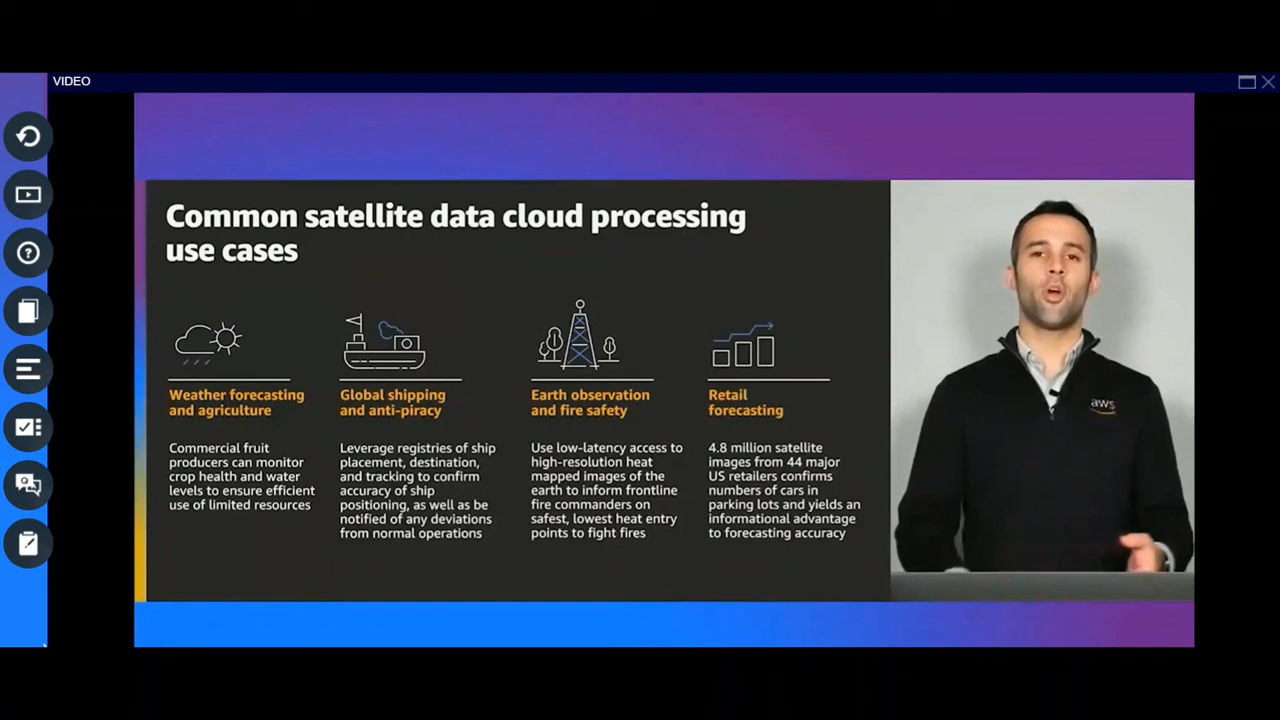 VIDEO
Common satellite data cloud processing
use cases
Weather forecasting
and agriculture
Commercial fruit
producers can monitor
crop health and water
levels to ensure efficient
use of limited resources
Global shipping
and anti-piracy
Leverage registries of ship
placement, destination,
and tracking to confirm
accuracy of ship
positioning, as well as be
notified of any deviations
from normal operations
Earth observation
and fire safety
Use low-latency access to
high-resolution heat
mapped images of the
earth to inform frontline
fire commanders on
safest, lowest heat entry
points to fight fires
Retail
forecasting
4.8 million satellite
images from 44 major
US retailers confirms
numbers of cars in
parking lots and yields an
informational advantage
to forecasting accuracy
aws